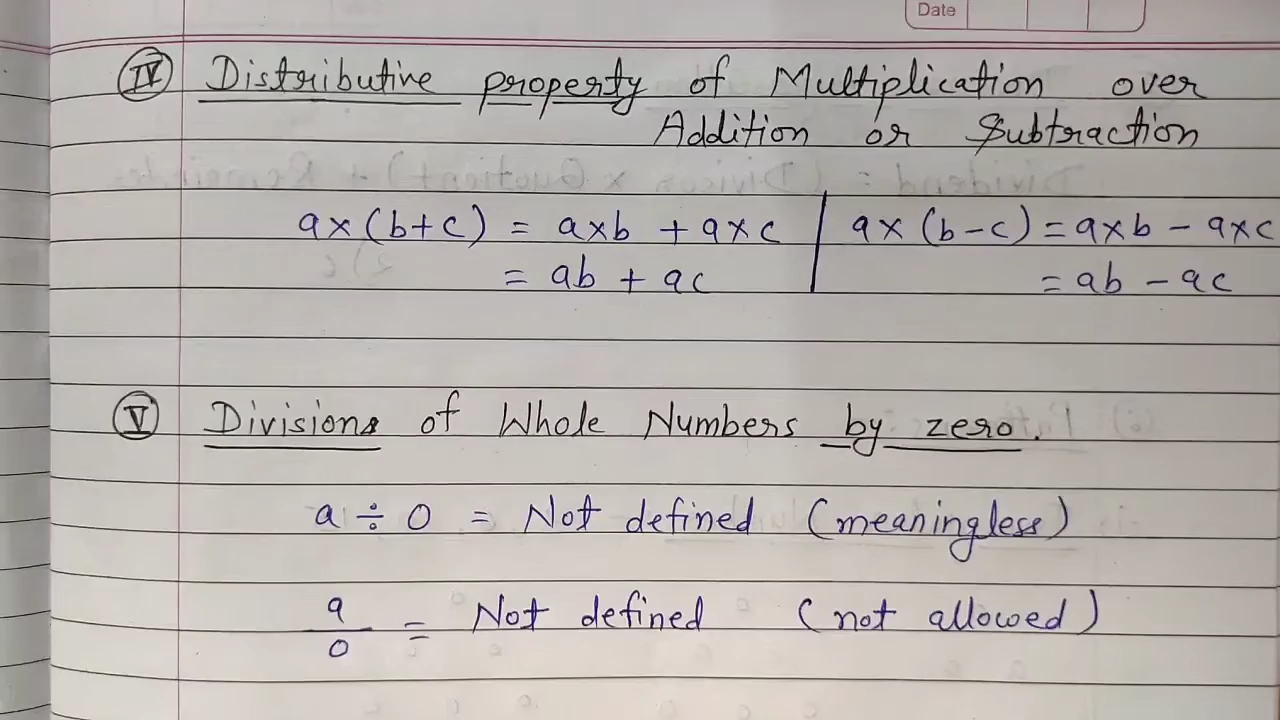 Date
IV Distributive property of Multiplication over
Addition or Subtraction
a×(b+c) = a×b + a×c | a×(b-c) = a×b - a×c
= ab + ac = ab - ac
V Divisions of Whole Numbers by zero.
a ÷ 0 = Not defined (meaningless)
a/0 = Not defined (not allowed)